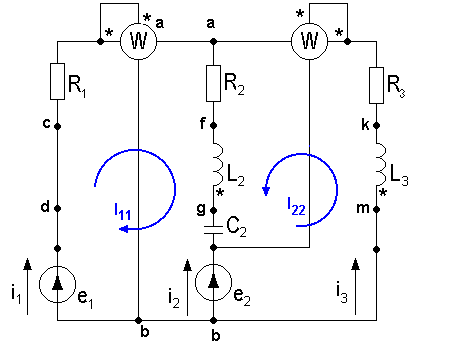 * a a *
* W W *
R1 R2 R3
c f k
L2 L3
* *
d g m
I11 I22
C2
i1 e1 i2 e2 i3
b b